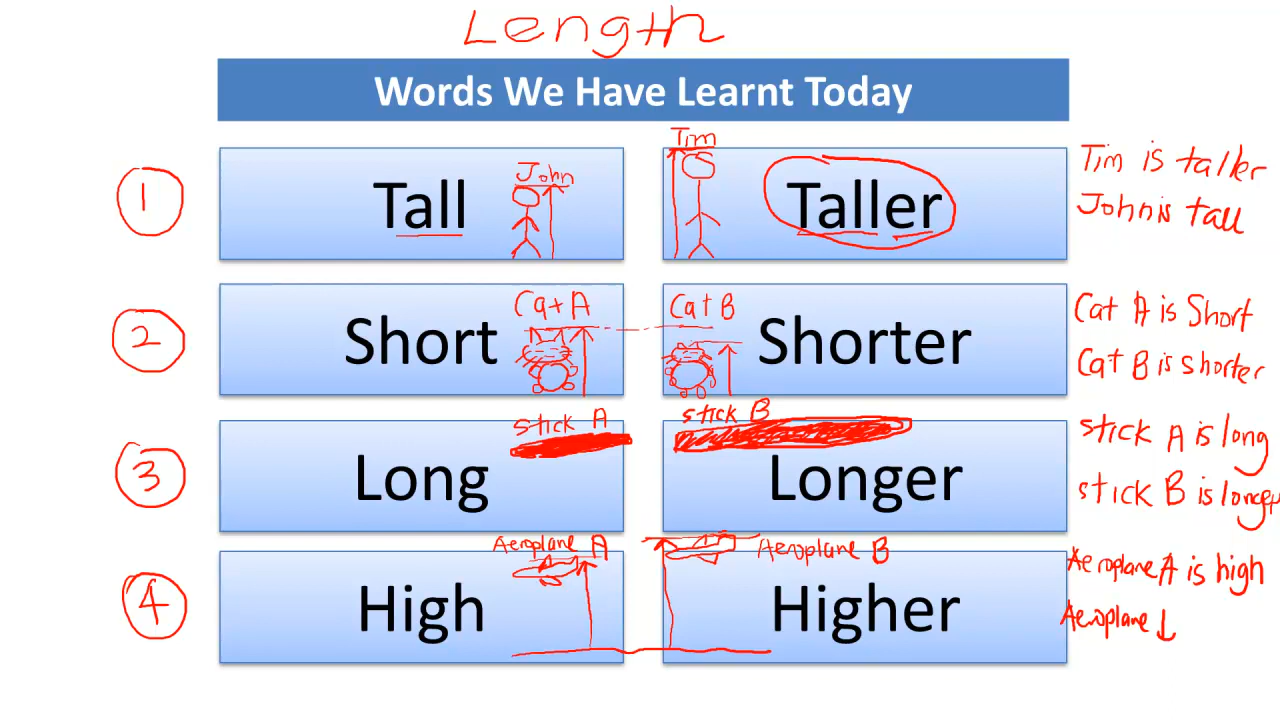 Length
Words We Have Learnt Today
1
Tall
John
Tim
Taller
Tim is taller
John is tall
2
Short
Cat A
Cat B
Shorter
Cat A is Short
Cat B is shorter
3
Long
stick A
stick B
Longer
stick A is long
stick B is longer
4
High
Aeroplane A
Aeroplane B
Higher
Aeroplane A is high
Aeroplane